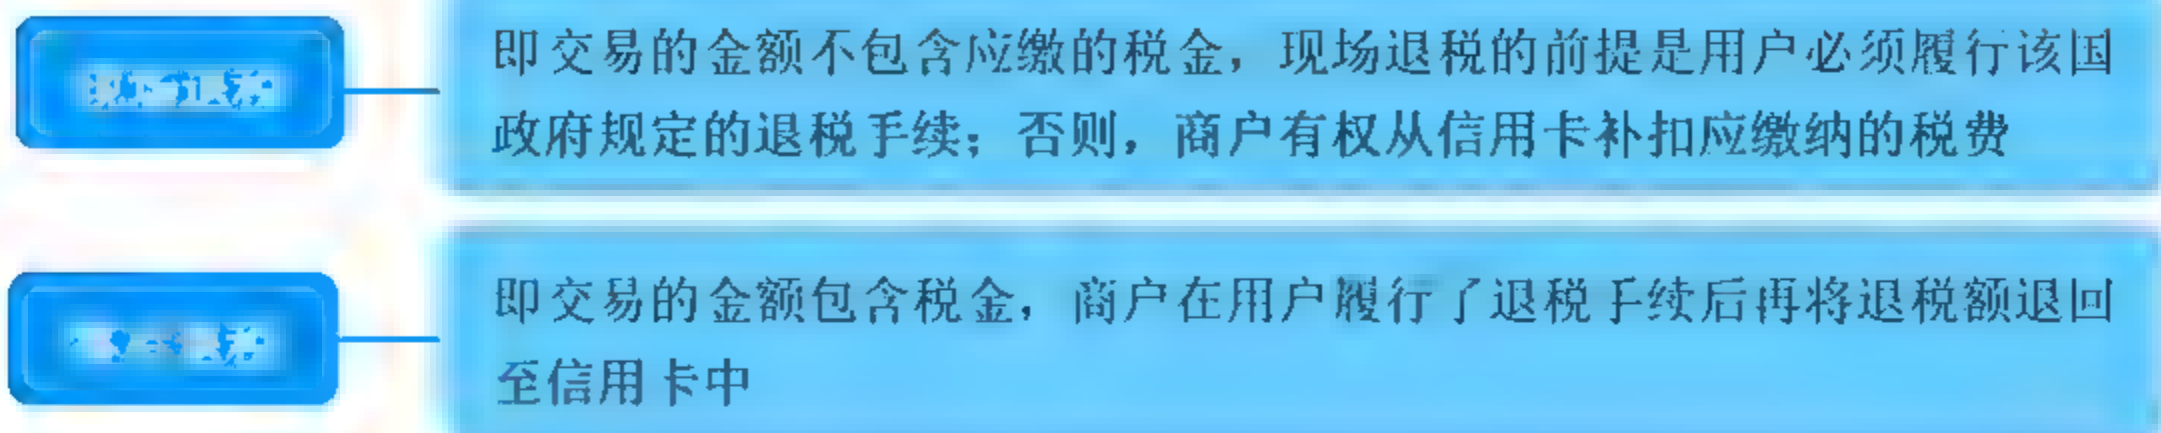 即交易的金额不包含应缴的税金，现场退税的前提是用户必须履行该国
政府规定的退税手续；否则，商户有权从信用卡补扣应缴纳的税费
即交易的金额包含税金，商户在用户履行了退税手续后再将退税额退回
至信用卡中